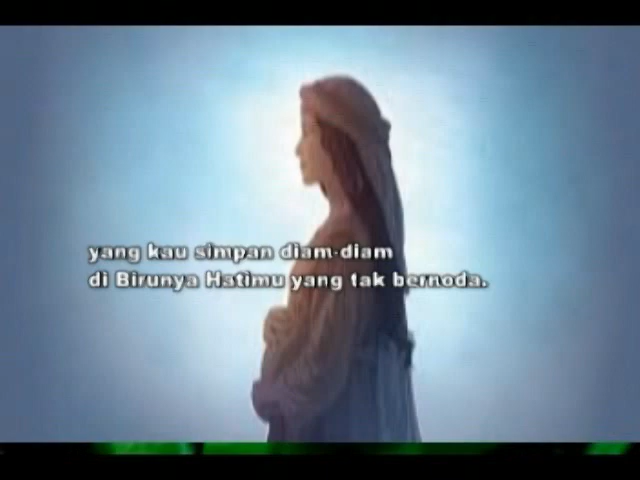 yang kau simpan diam-diam
di Birunya Hatimu yang tak bernoda.